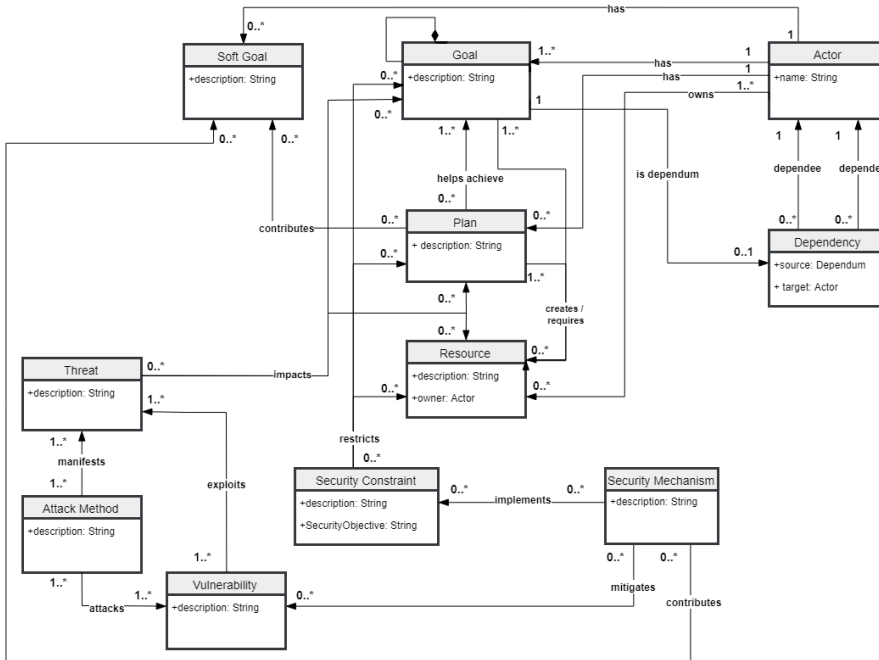 has
0..*
1
Soft Goal
+description: String
Goal
+description: String
1..*
1
has
1
has
Actor
+name: String
0..*
0..*
1
1..*
owns
0..*
0..*
1..*
1..*
1
1
helps achieve
is dependum
dependee
contributes
0..*
0..*
0..*
0..*
0..*
Plan
+ description: String
0..*
1..*
0..1
Dependency
+source: Dependum
+ target: Actor
0..*
creates /
requires
0..*
Resource
+description: String
+owner: Actor
0..*
0..*
0..*
Threat
+description: String
0..*
impacts
1..*
1..*
manifests
1..*
exploits
restricts
0..*
Attack Method
+description: String
Security Constraint
+description: String
+SecurityObjective: String
0..*
implements
0..*
Security Mechanism
+description: String
1..*
attacks
1..*
1..*
Vulnerability
+description: String
0..*
0..*
0..*
mitigates
contributes